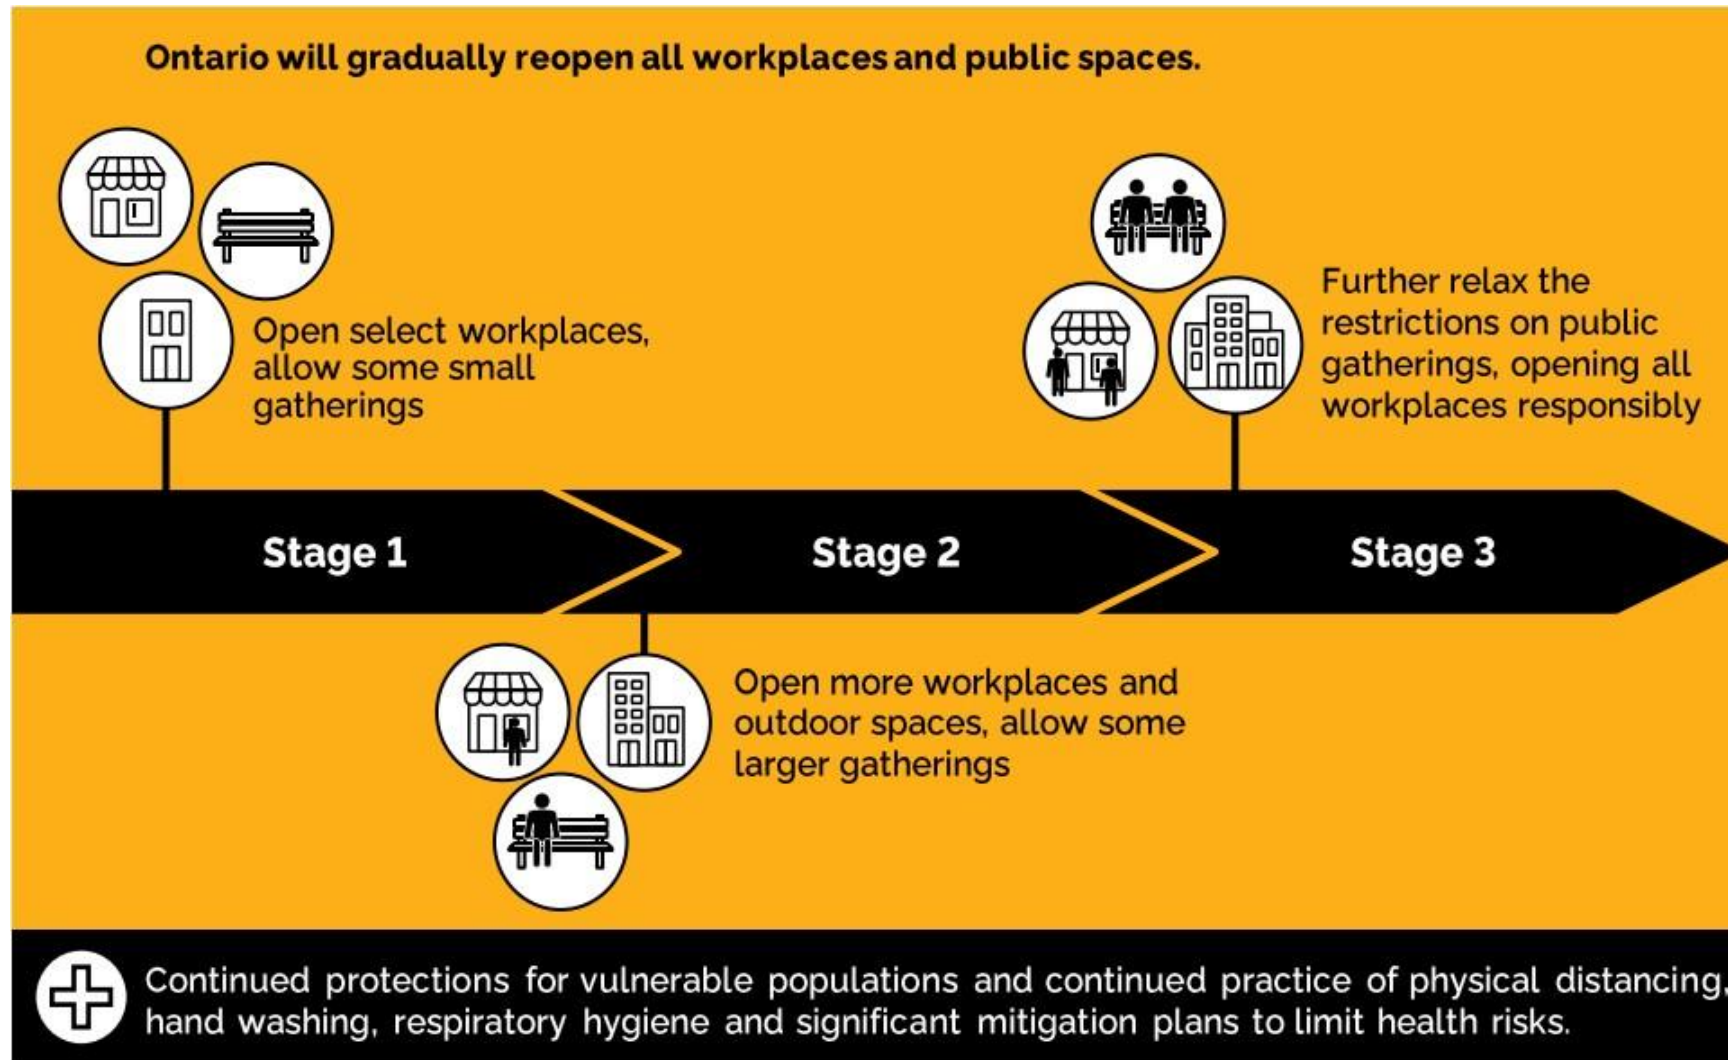 Ontario will gradually reopen all workplaces and public spaces.
Open select workplaces,
allow some small
gatherings
Further relax the
restrictions on public
gatherings, opening all
workplaces responsibly
Stage 1
Stage 2
Stage 3
Open more workplaces and
outdoor spaces, allow some
larger gatherings
Continued protections for vulnerable populations and continued practice of physical distancing,
hand washing, respiratory hygiene and significant mitigation plans to limit health risks.